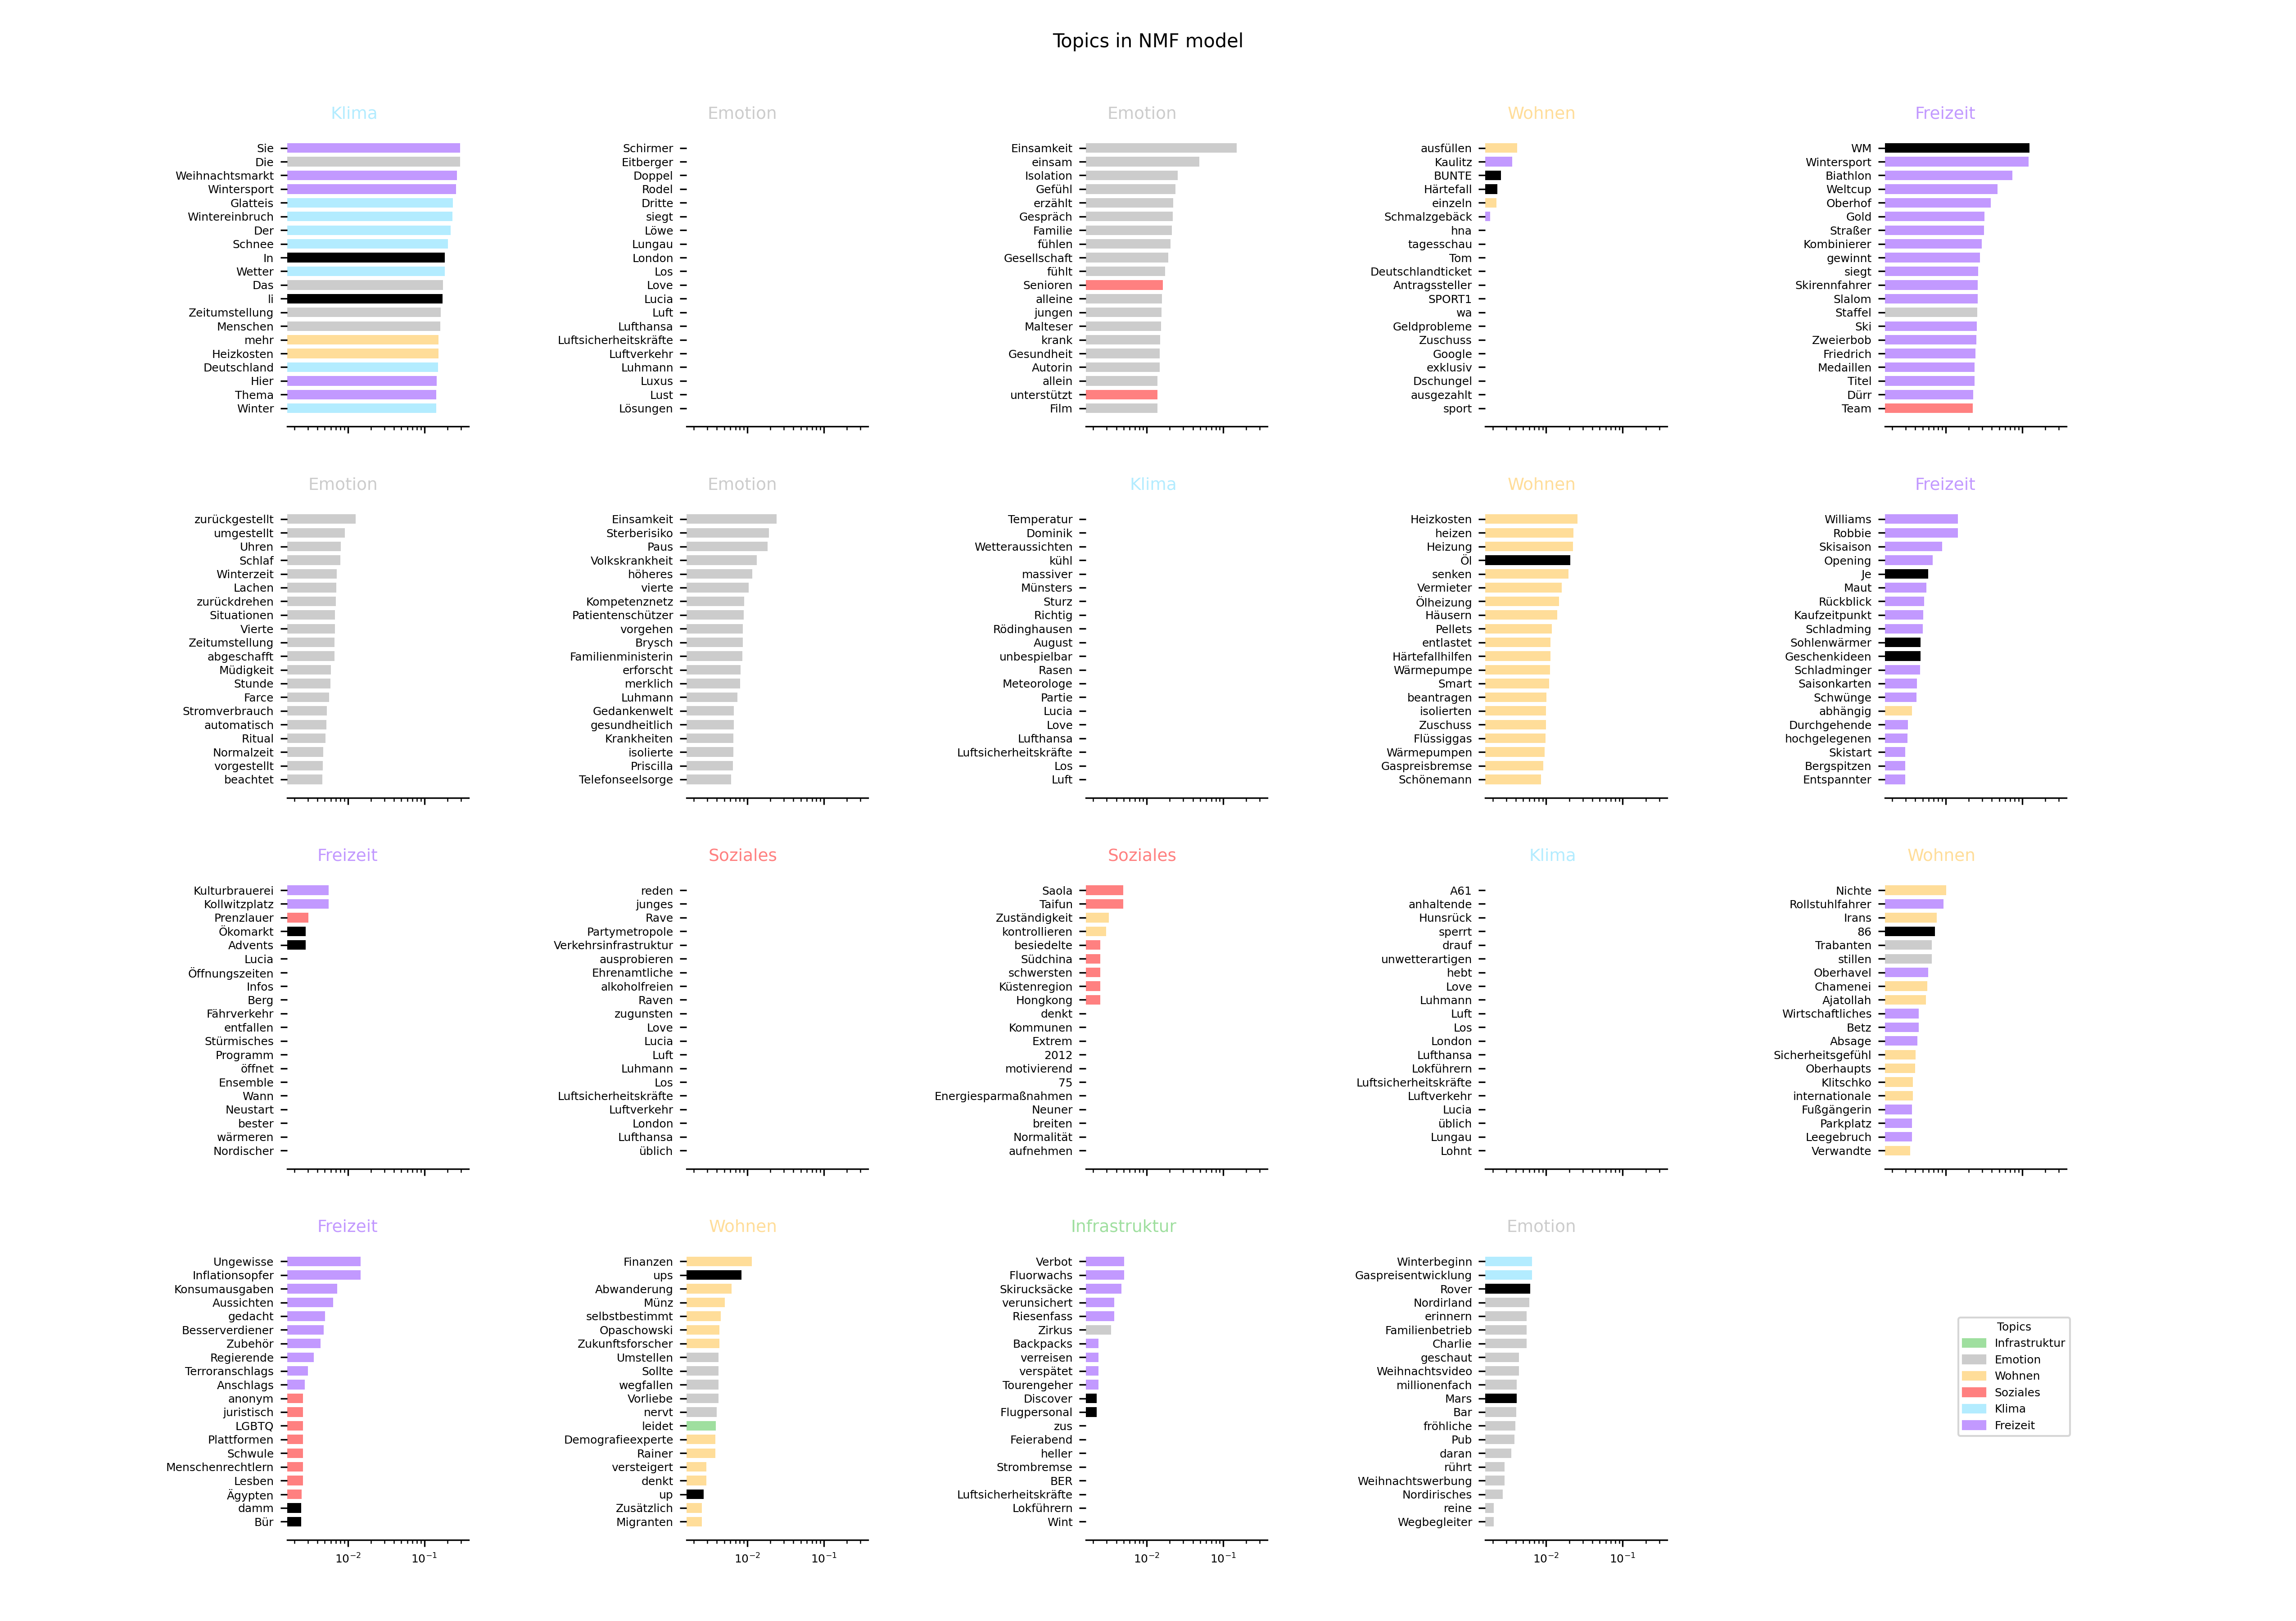 Topics in NMF model
Klima
Sie
Die
Weihnachtsmarkt
Wintersport
Glatteis
Wintereinbruch
Der
Schnee
In
Wetter
Das
li
Zeitumstellung
Menschen
mehr
Heizkosten
Deutschland
Hier
Thema
Winter
Emotion
Schirmer
Eitberger
Doppel
Rodel
Dritte
siegt
Löwe
Lungau
London
Los
Love
Lucia
Luft
Lufthansa
Luftsicherheitskräfte
Luftverkehr
Luhmann
Luxus
Lust
Lösungen
Emotion
Einsamkeit
einsam
Isolation
Gefühl
erzählt
Gespräch
Familie
fühlen
Gesellschaft
fühlt
Senioren
alleine
jungen
Malteser
krank
Gesundheit
Autorin
allein
unterstützt
Film
Wohnen
ausfüllen
Kaulitz
BUNTE
Härtefall
einzeln
Schmalzgebäck
hna
tagesschau
Tom
Deutschlandticket
Antragssteller
SPORT1
wa
Geldprobleme
Zuschuss
Google
exklusiv
Dschungel
ausgezahlt
sport
Freizeit
WM
Wintersport
Biathlon
Weltcup
Oberhof
Gold
Straßer
Kombinierer
gewinnt
siegt
Skirennfahrer
Slalom
Staffel
Ski
Zweierbob
Friedrich
Medaillen
Titel
Dürr
Team
Emotion
zurückgestellt
umgestellt
Uhren
Schlaf
Winterzeit
Lachen
zurückdrehen
Situationen
Vierte
Zeitumstellung
abgeschafft
Müdigkeit
Stunde
Farce
Stromverbrauch
automatisch
Ritual
Normalzeit
vorgestellt
beachtet
Emotion
Einsamkeit
Sterberisiko
Paus
Volkskrankheit
höheres
vierte
Kompetenznetz
Patientenschützer
vorgehen
Brysch
Familienministerin
erforscht
merklich
Luhmann
Gedankenwelt
gesundheitlich
Krankheiten
isolierte
Priscilla
Telefonseelsorge
Klima
Temperatur
Dominik
Wetteraussichten
kühl
massiver
Münsters
Sturz
Richtig
Rödinghausen
August
unbespielbar
Rasen
Meteorologe
Partie
Lucia
Love
Lufthansa
Luftsicherheitskräfte
Los
Luft
Wohnen
Heizkosten
heizen
Heizung
Öl
senken
Vermieter
Ölheizung
Häusern
Pellets
entlastet
Härtefallhilfen
Wärmepumpe
Smart
beantragen
isolierten
Zuschuss
Flüssiggas
Wärmepumpen
Gaspreisbremse
Schönemann
Freizeit
Williams
Robbie
Skisaison
Opening
Je
Maut
Rückblick
Kaufzeitpunkt
Schladming
Sohlenwärmer
Geschenkideen
Schladminger
Saisonkarten
Schwünge
abhängig
Durchgehende
hochgelegenen
Skistart
Bergspitzen
Entspannter
Freizeit
Kulturbrauerei
Kollwitzplatz
Prenzlauer
Ökomarkt
Advents
Lucia
Öffnungszeiten
Infos
Berg
Fährverkehr
entfallen
Stürmisches
Programm
öffnet
Ensemble
Wann
Neustart
bester
wärmeren
Nordischer
Soziales
reden
junges
Rave
Partymetropole
Verkehrsinfrastruktur
ausprobieren
Ehrenamtliche
alkoholfreien
Raven
zugunsten
Love
Lucia
Luft
Luhmann
Los
Luftsicherheitskräfte
Luftverkehr
London
Lufthansa
üblich
Soziales
Saola
Taifun
Zuständigkeit
kontrollieren
besiedelte
Südchina
schwersten
Küstenregion
Hongkong
denkt
Kommunen
Extrem
2012
motivierend
75
Energiesparmaßnahmen
Neuner
breiten
Normalität
aufnehmen
Klima
A61
anhaltende
Hunsrück
sperrt
drauf
unwetterartigen
hebt
Love
Luhmann
Luft
Los
London
Lufthansa
Lokführern
Luftsicherheitskräfte
Luftverkehr
Lucia
üblich
Lungau
Lohnt
Wohnen
Nichte
Rollstuhlfahrer
Irans
86
Trabanten
stillen
Oberhavel
Chamenei
Ajatollah
Wirtschaftliches
Betz
Absage
Sicherheitsgefühl
Oberhaupts
Klitschko
internationale
Fußgängerin
Parkplatz
Leegebruch
Verwandte
Freizeit
Ungewisse
Inflationsopfer
Konsumausgaben
Aussichten
gedacht
Besserverdiener
Zubehör
Regierende
Terroranschlags
Anschlags
anonym
juristisch
LGBTQ
Plattformen
Schwule
Menschenrechtlern
Lesben
Ägypten
damm
Bür
10⁻² 10⁻¹
Wohnen
Finanzen
ups
Abwanderung
Münz
selbstbestimmt
Opaschowski
Zukunftsforscher
Umstellen
Sollte
wegfallen
Vorliebe
nervt
leidet
Demografieexperte
Rainer
versteigert
denkt
up
Zusätzlich
Migranten
10⁻² 10⁻¹
Infrastruktur
Verbot
Fluorwachs
Skirucksäcke
verunsichert
Riesenfass
Zirkus
Backpacks
verreisen
verspätet
Tourengeher
Discover
Flugpersonal
zus
Feierabend
heller
Strombremse
BER
Luftsicherheitskräfte
Lokführern
Wint
10⁻² 10⁻¹
Emotion
Winterbeginn
Gaspreisentwicklung
Rover
Nordirland
erinnern
Familienbetrieb
Charlie
geschaut
Weihnachtsvideo
millionenfach
Mars
Bar
fröhliche
Pub
daran
rührt
Weihnachtswerbung
Nordirisches
reine
Wegbegleiter
10⁻² 10⁻¹
Topics
Infrastruktur
Emotion
Wohnen
Soziales
Klima
Freizeit